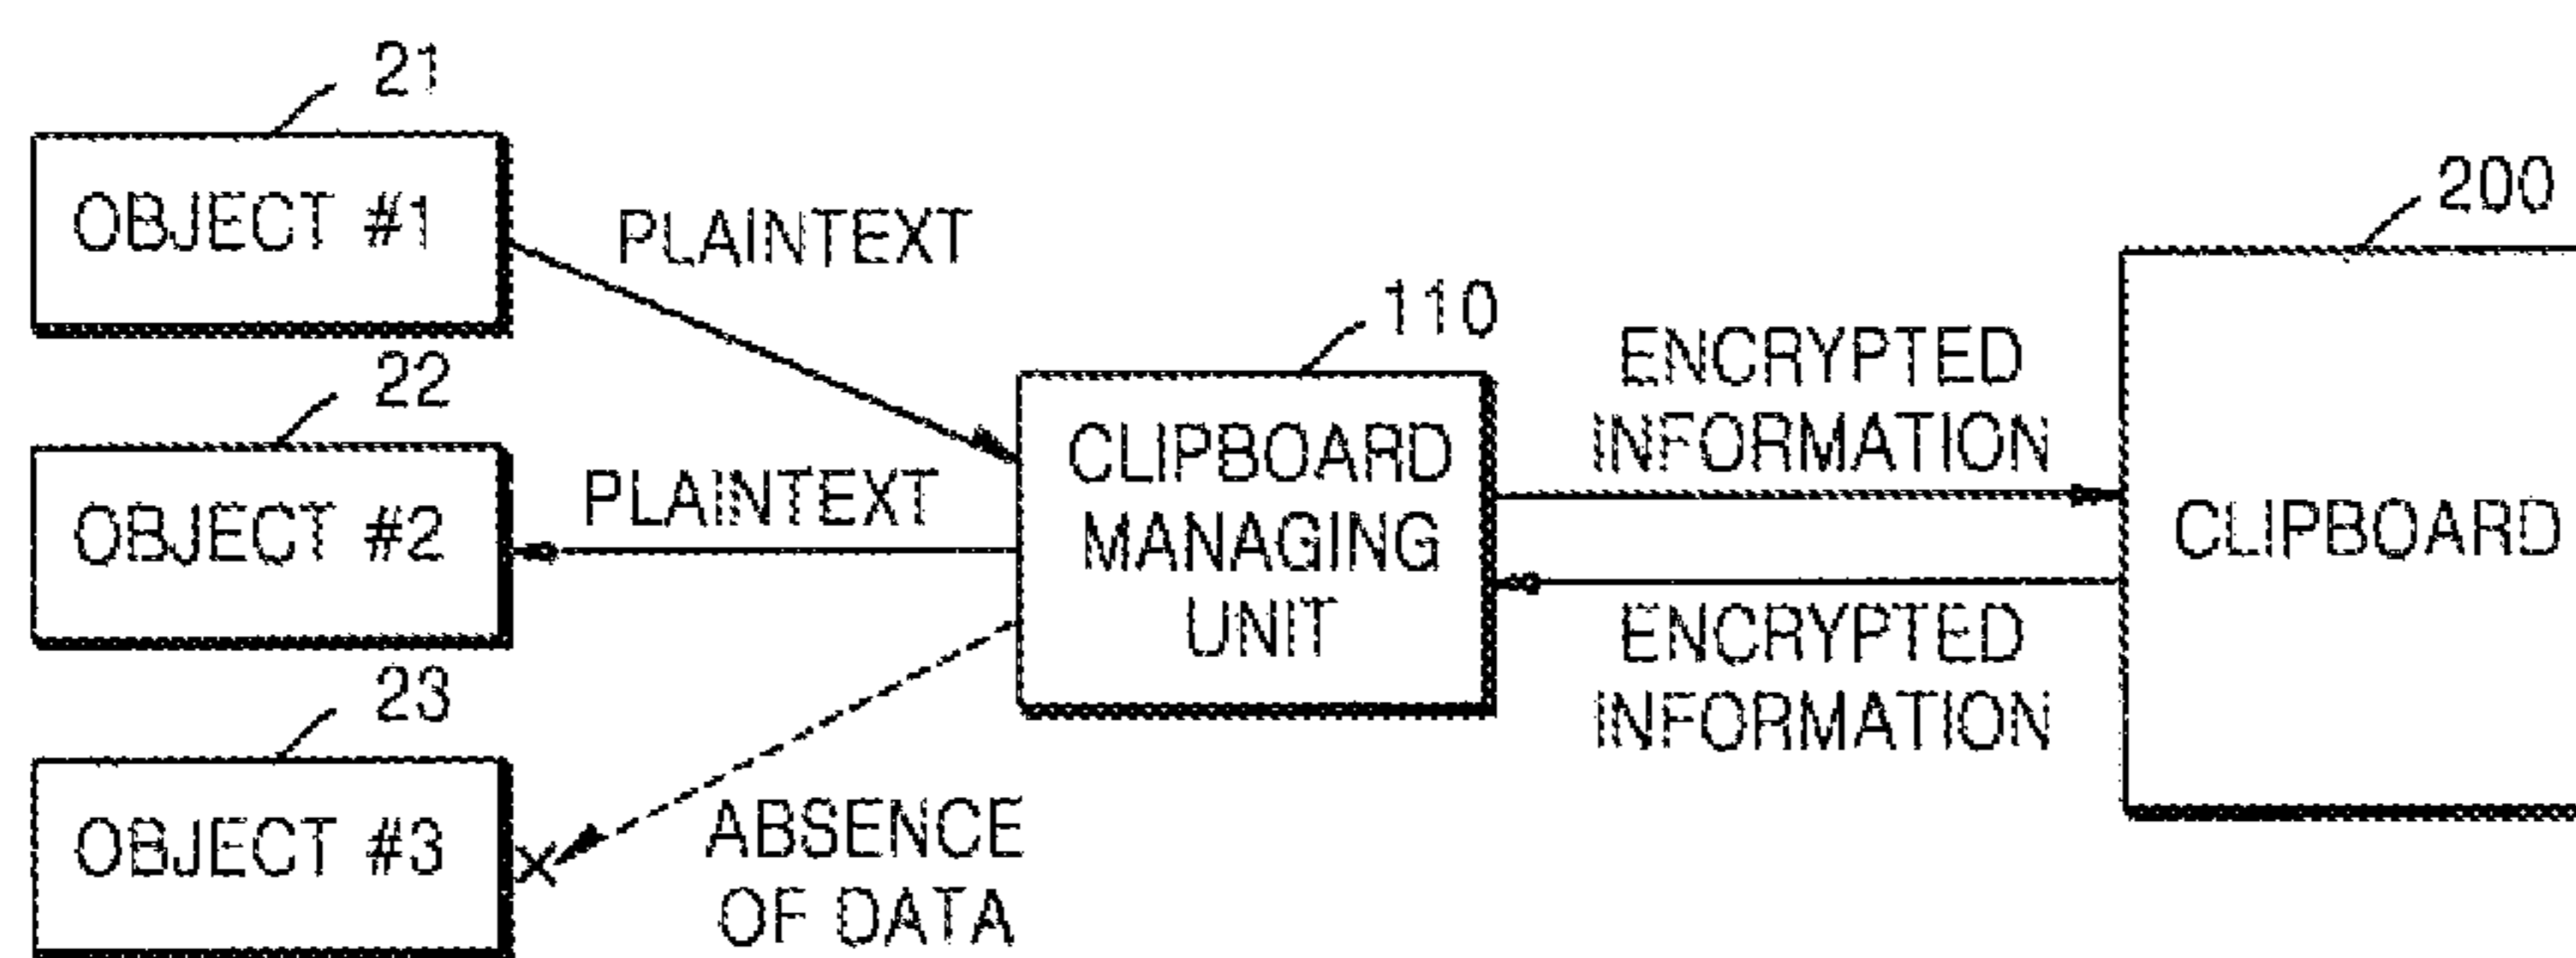 21
OBJECT #1
PLAINTEXT
200
110
22
ENCRYPTED
INFORMATION
CLIPBOARD
MANAGING
UNIT
OBJECT #2
PLAINTEXT
CLIPBOARD
ENCRYPTED
INFORMATION
23
OBJECT #3
ABSENCE
OF DATA